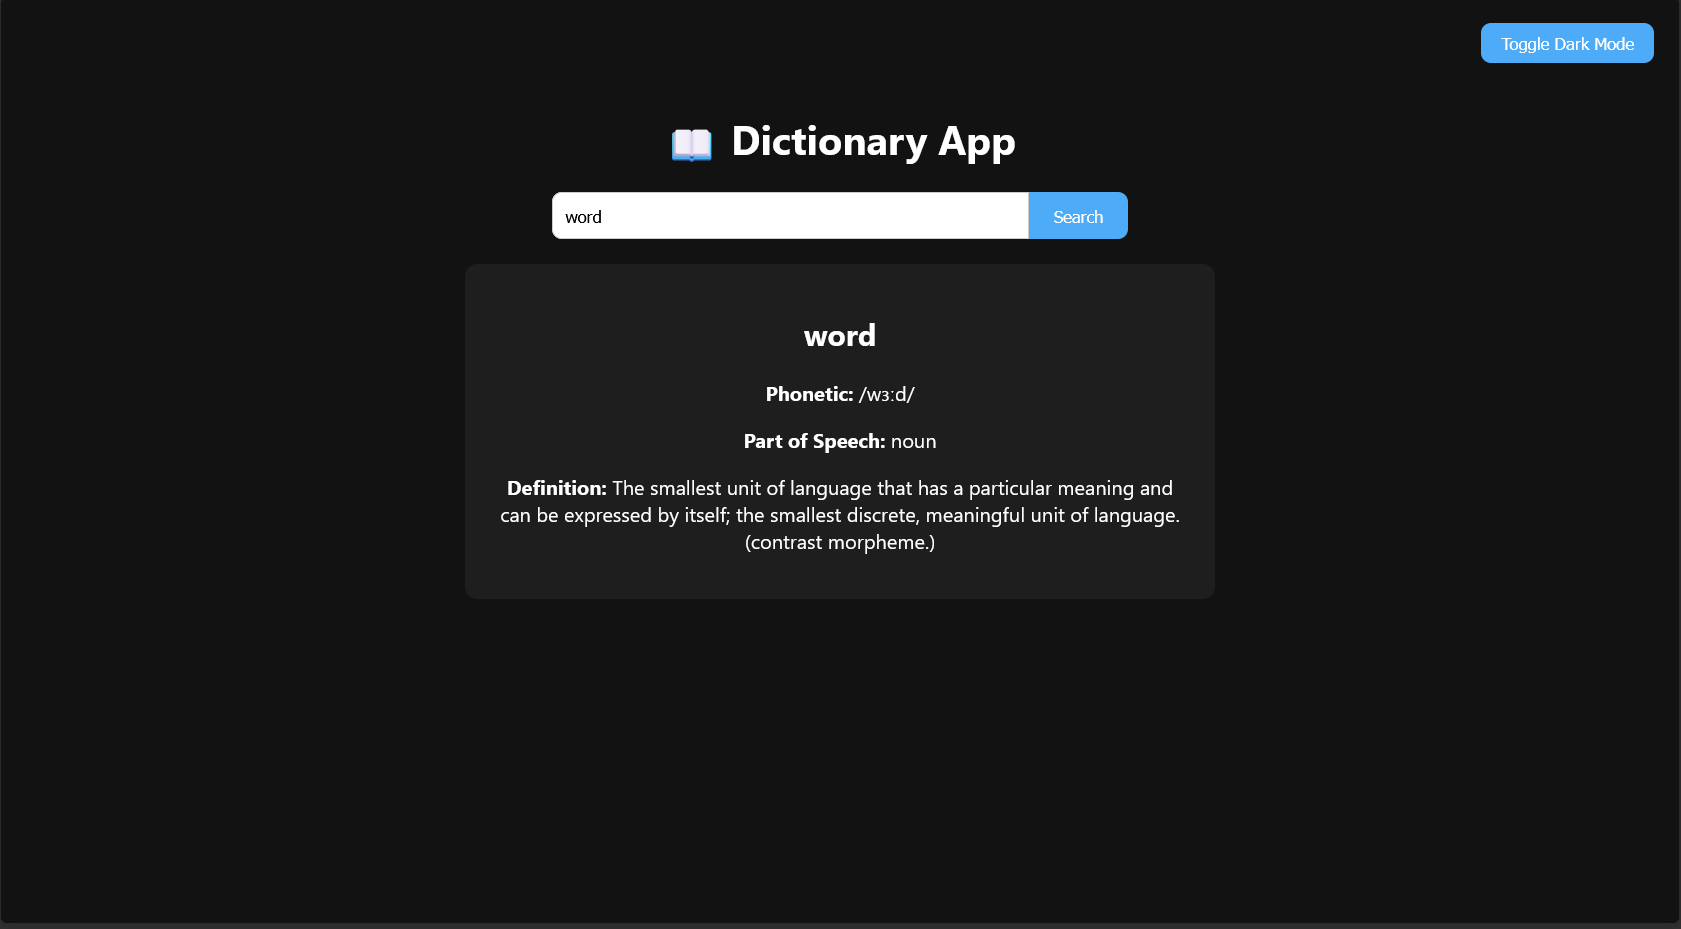 Toggle Dark Mode
📖 Dictionary App
word
Search
word
Phonetic: /wɜːd/
Part of Speech: noun
Definition: The smallest unit of language that has a particular meaning and
can be expressed by itself; the smallest discrete, meaningful unit of language.
(contrast morpheme.)